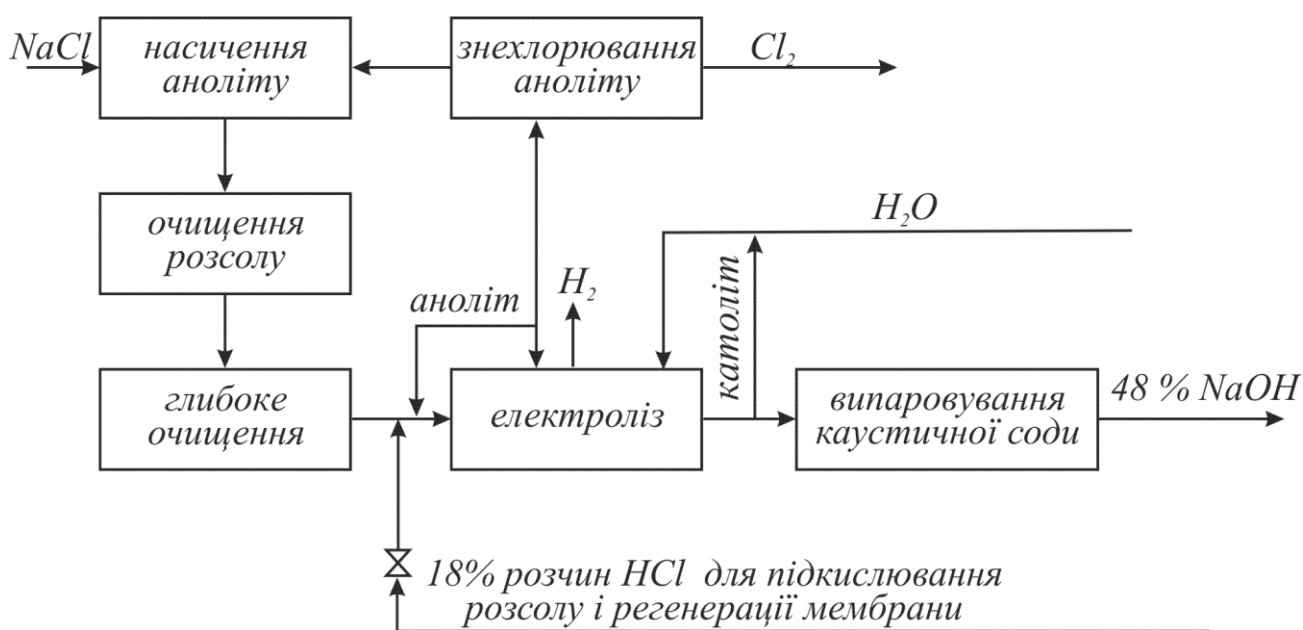 NaCl
насичення
аноліту
знехлорювання
аноліту
Cl₂
очищення
розсолу
H₂O
аноліт
H₂
католіт
глибоке
очищення
електроліз
випаровування
каустичної соди
48 % NaOH
18% розчин HCl для підкислювання
розсолу і регенерації мембрани